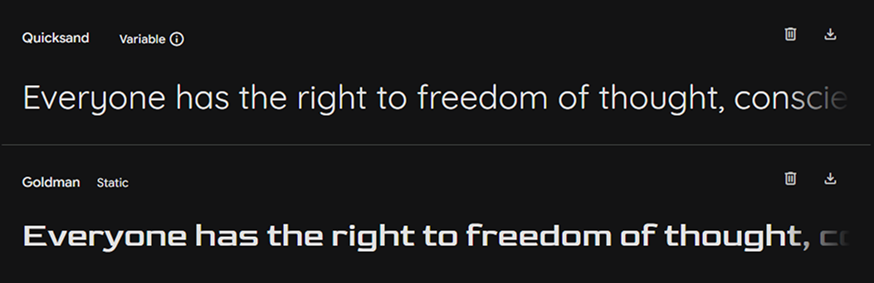 Quicksand Variable
Everyone has the right to freedom of thought, conscie
Goldman Static
Everyone has the right to freedom of thought, co